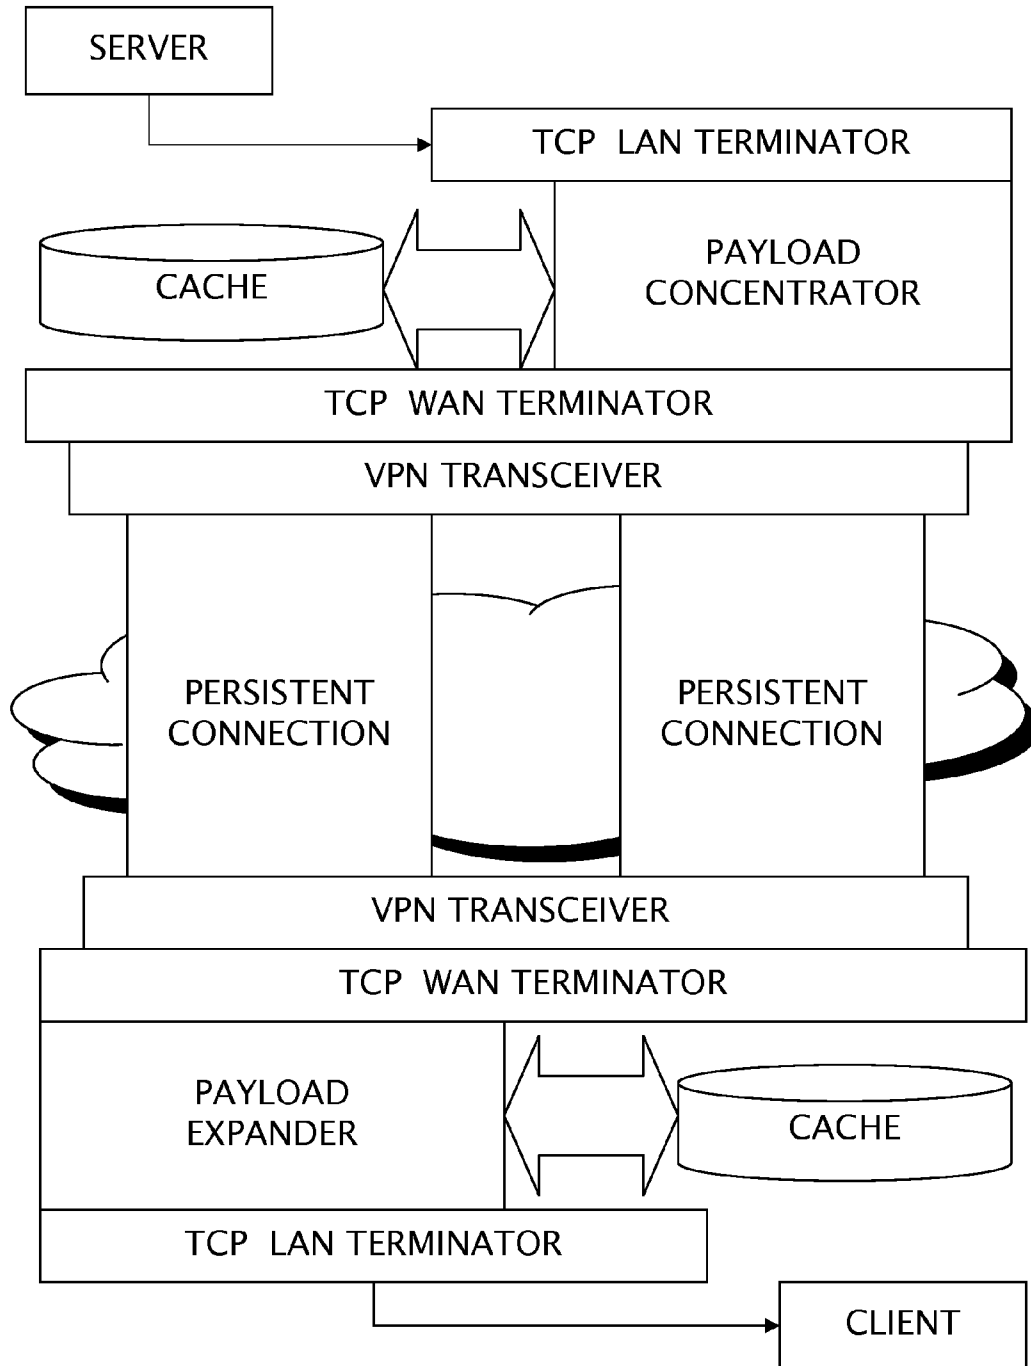 SERVER
TCP LAN TERMINATOR
CACHE
PAYLOAD
CONCENTRATOR
TCP WAN TERMINATOR
VPN TRANSCEIVER
PERSISTENT
CONNECTION
PERSISTENT
CONNECTION
VPN TRANSCEIVER
TCP WAN TERMINATOR
PAYLOAD
EXPANDER
CACHE
TCP LAN TERMINATOR
CLIENT